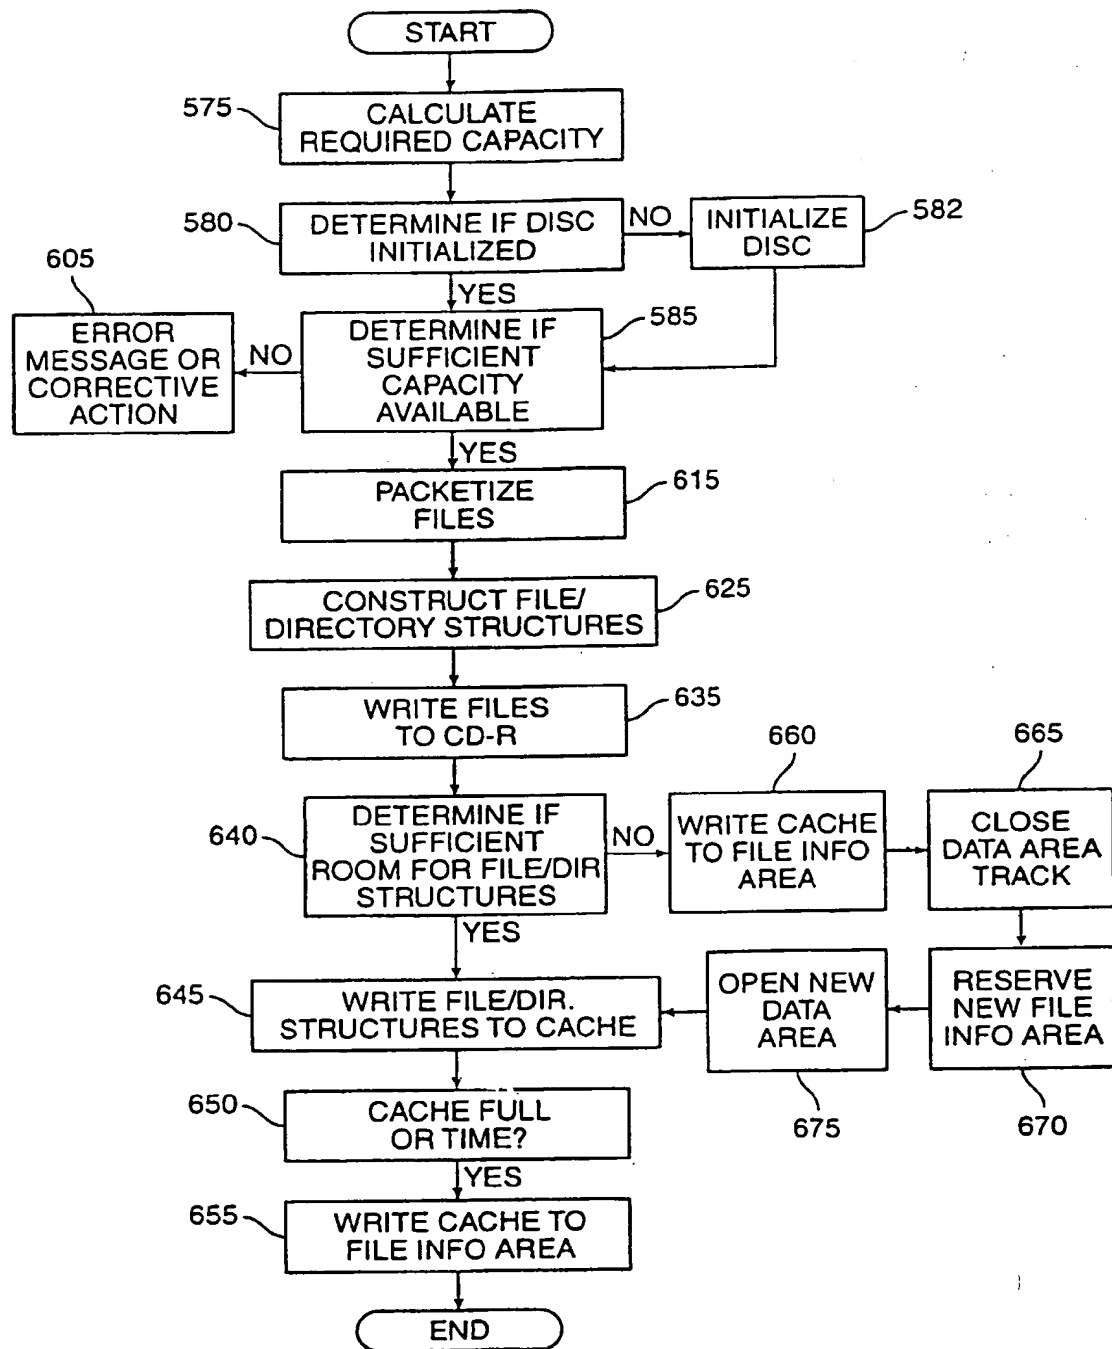 START
575
CALCULATE
REQUIRED CAPACITY
580
DETERMINE IF DISC
INITIALIZED
NO
INITIALIZE
DISC
582
605
YES
ERROR
MESSAGE OR
CORRECTIVE
ACTION
NO
DETERMINE IF
SUFFICIENT
CAPACITY
AVAILABLE
585
YES
PACKETIZE
FILES
615
CONSTRUCT FILE/
DIRECTORY STRUCTURES
625
WRITE FILES
TO CD-R
635
640
DETERMINE IF
SUFFICIENT
ROOM FOR FILE/DIR
STRUCTURES
NO
660
WRITE CACHE
TO FILE INFO
AREA
665
CLOSE
DATA AREA
TRACK
YES
645
WRITE FILE/DIR.
STRUCTURES TO CACHE
OPEN NEW
DATA
AREA
675
RESERVE
NEW FILE
INFO AREA
670
650
CACHE FULL
OR TIME?
YES
655
WRITE CACHE TO
FILE INFO AREA
END